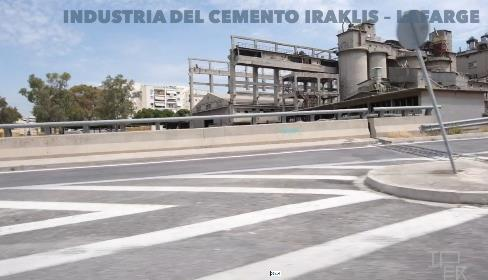 INDUSTRIA DEL CEMENTO IRAKLIS - LAFARGE